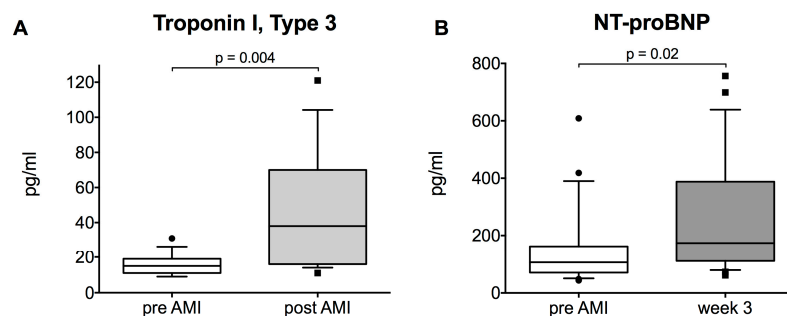 A
Troponin I, Type 3
p = 0.004
120
100
80
60
40
20
0
pg/ml
pre AMI
post AMI
B
NT-proBNP
p = 0.02
800
600
400
200
0
pg/ml
pre AMI
week 3